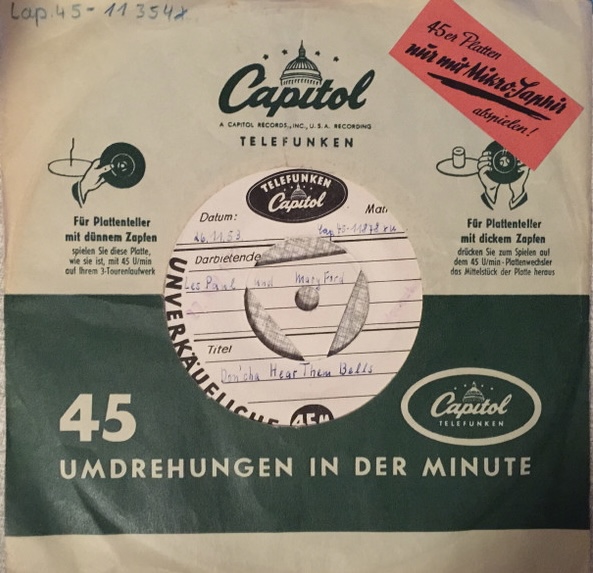 Lap. 45 - 11354x
45er Platten
nur mit Mikro-Saphir
abspielen!
Capitol
A CAPITOL RECORDS, INC., U.S.A. RECORDING
TELEFUNKEN
Für Plattenteller
mit dünnem Zapfen
spielen Sie diese Platte,
wie sie ist, mit 45 U/min
auf Ihrem 3-Tourenlaufwerk
Für Plattenteller
mit dickem Zapfen
drücken Sie zum Spielen auf
dem 45 U/min-Plattenwechsler
das Mittelstück der Platte heraus
TELEFUNKEN
Capitol
Datum:
Mat
26.11.53
Darbietende
Les Paul und Mary Ford
UNVERKÄUFLICHE
Titel
Don'cha Hear Them Bells
Capitol
TELEFUNKEN
45
UMDREHUNGEN IN DER MINUTE